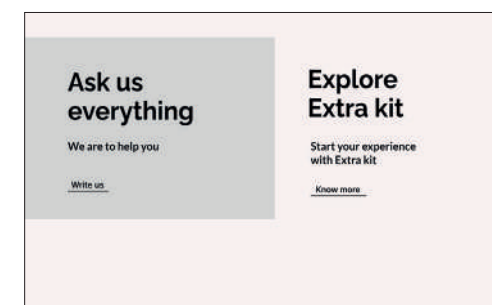 Ask us
everything
We are to help you
Write us
Explore
Extra kit
Start your experience
with Extra kit
Know more